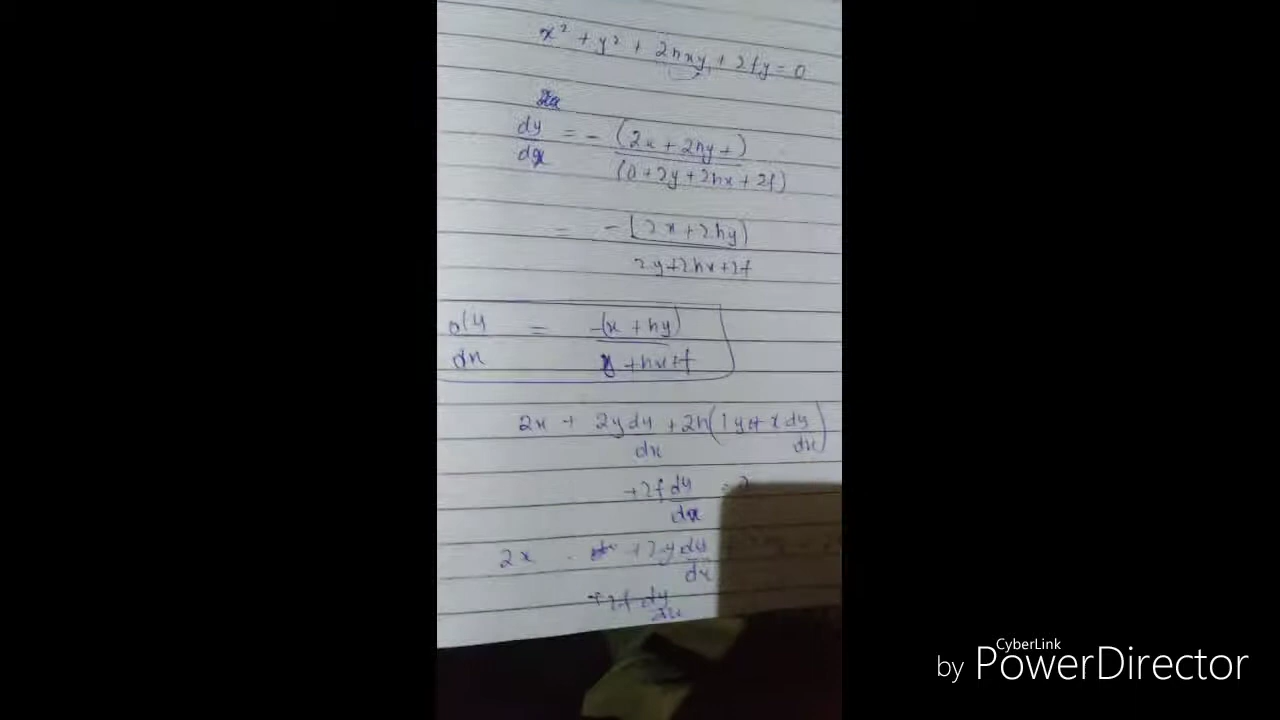 x² + y² + 2hxy + 2fy = 0
dy/dx = - (2x + 2hy + ) / (0 + 2y + 2hx + 2f)
= - (2x + 2hy) / 2y + 2hx + 2f
dy/dx = -(x + hy) / y + hx + f
2x + 2y dy/dx + 2h(1y + x dy/dx)
+ 2f dy/dx =
2x + 2y dy/dx
+ 2f dy/dx
CyberLink
by PowerDirector